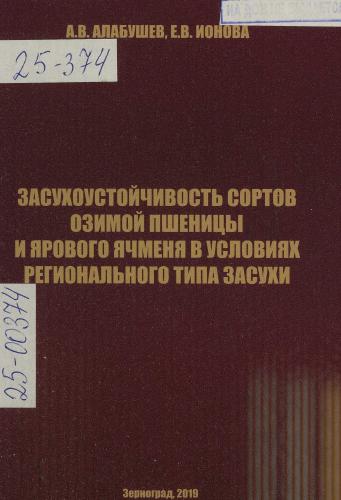 А.В. АЛАБУШЕВ, Е.В. ИОНОВА
25-374
ЗАСУХОУСТОЙЧИВОСТЬ СОРТОВ
ОЗИМОЙ ПШЕНИЦЫ
И ЯРОВОГО ЯЧМЕНЯ В УСЛОВИЯХ
РЕГИОНАЛЬНОГО ТИПА ЗАСУХИ
25-00374
Зерноград, 2019